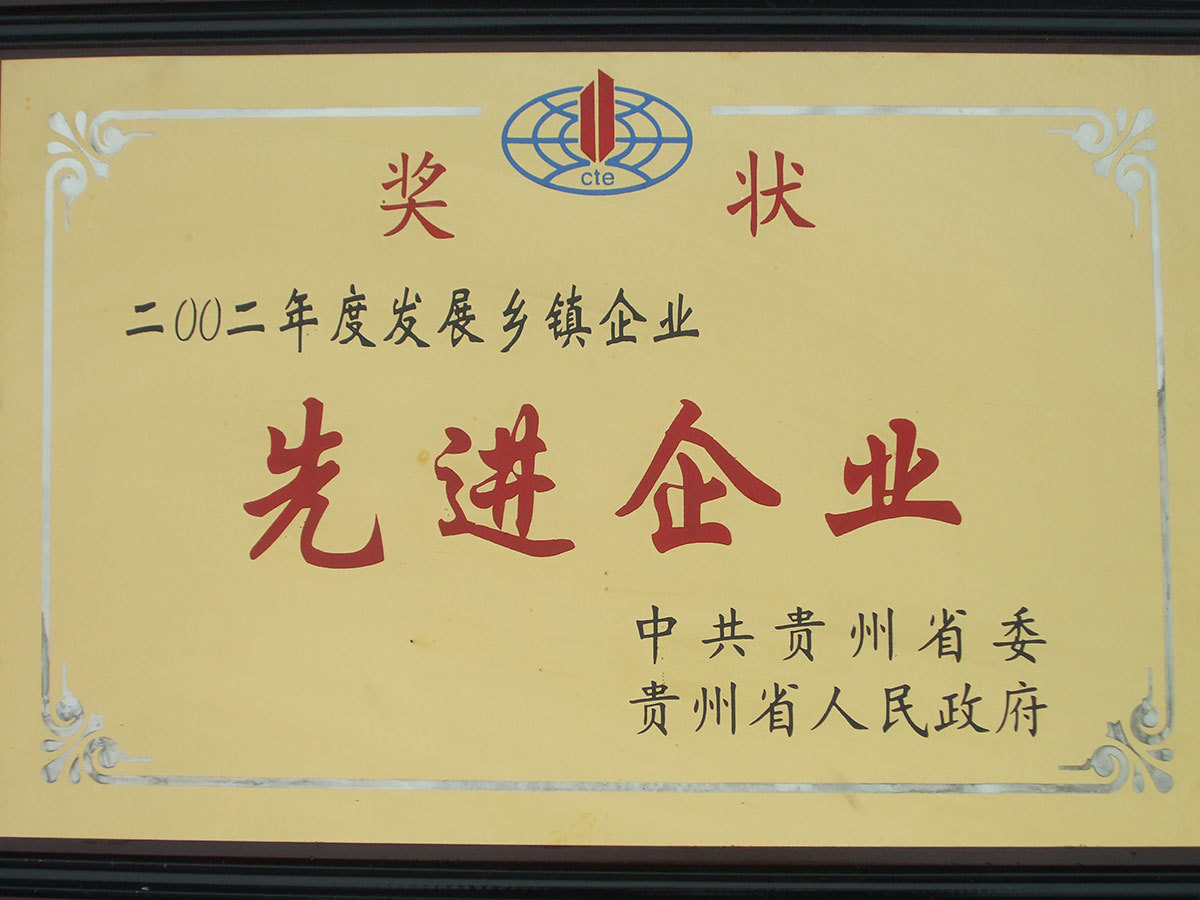 cte
奖 状
二00二年度发展乡镇企业
先进企业
中共贵州省委
贵州省人民政府